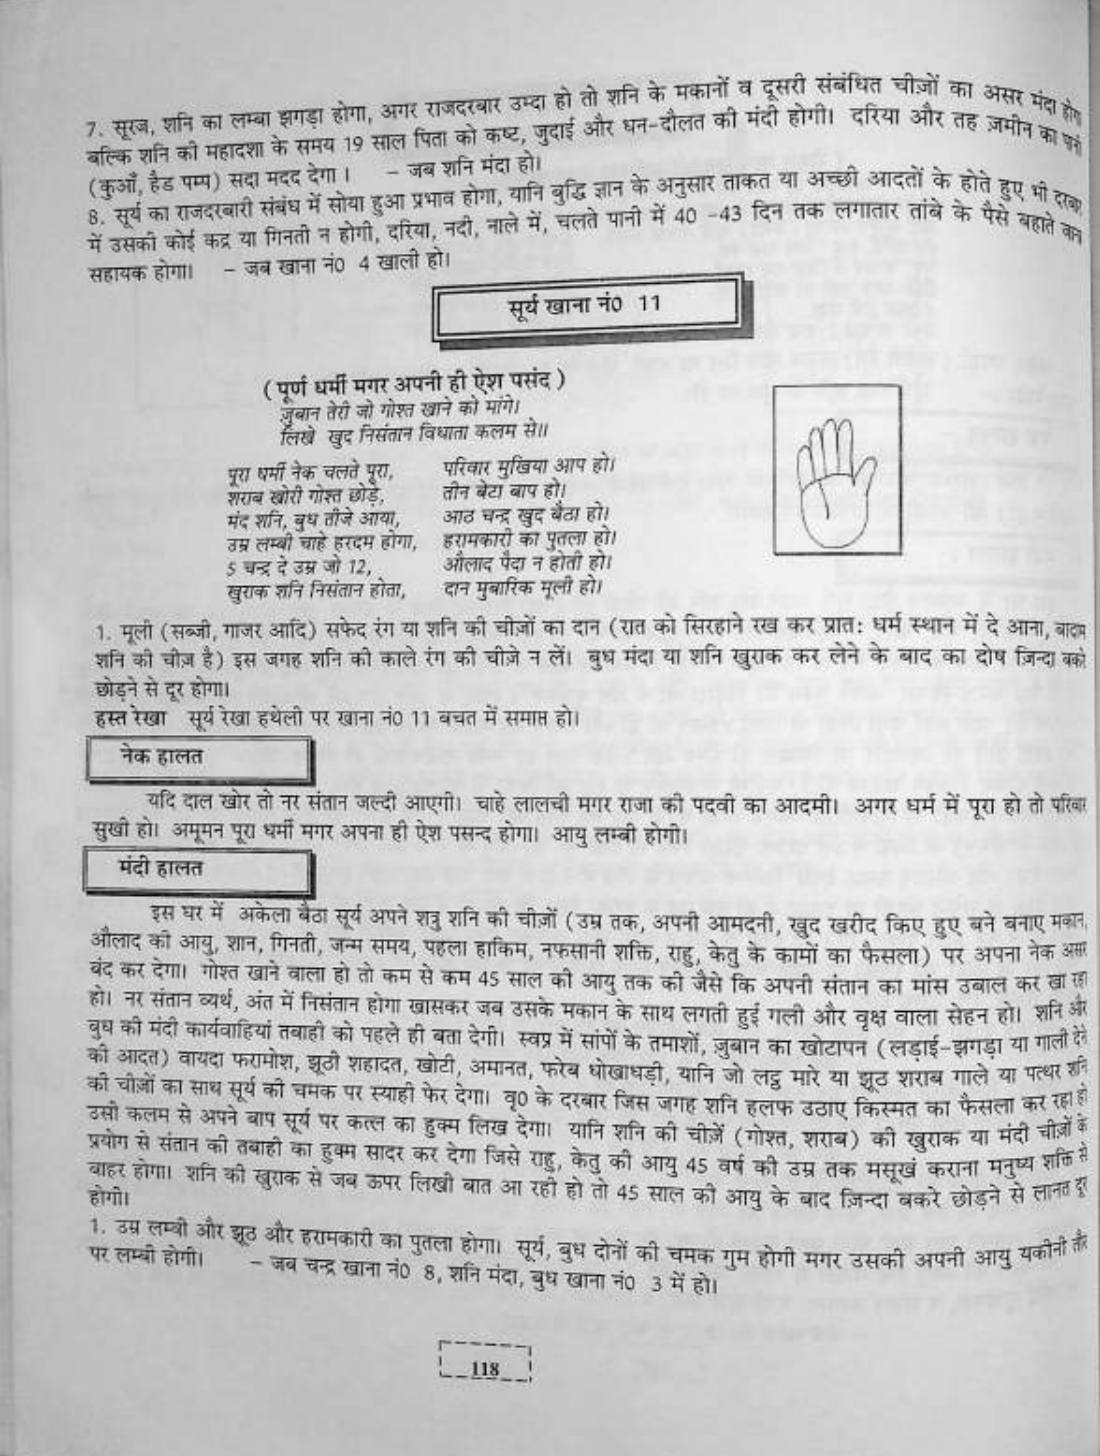 7. सूरज, शनि का लम्बा झगड़ा होगा, अगर राजदरबार उम्दा हो तो शनि के मकानों व दूसरी संबंधित चीज़ों का असर मंदा होगा
बल्कि शनि की महादशा के समय 19 साल पिता को कष्ट, जुदाई और धन-दौलत की मंदी होगी। दरिया और तह ज़मीन का पानी
(कुआँ, हैड पम्प) सदा मदद देगा । - जब शनि मंदा हो।
8. सूर्य का राजदरबारी संबंध में सोया हुआ प्रभाव होगा, यानि बुद्धि ज्ञान के अनुसार ताकत या अच्छी आदतों के होते हुए भी दरबार
में उसकी कोई कद्र या गिनती न होगी, दरिया, नदी, नाले में, चलते पानी में 40 -43 दिन तक लगातार तांबे के पैसे बहाते जाना
सहायक होगा। - जब खाना नं0 4 खाली हो।
सूर्य खाना नं0 11
( पूर्ण धर्मी मगर अपनी ही ऐश पसंद )
जुबान तेरी जो गोश्त खाने को मांगे।
लिखे खुद निसंतान विधाता कलम से॥
पूरा धर्मी नेक चलते पूरा, परिवार मुखिया आप हो।
शराब खोरी गोश्त छोड़े, तीन बेटा बाप हो।
मंद शनि, बुध तीजे आया, आठ चन्द्र खुद बैठा हो।
उम्र लम्बी चाहे हरदम होगा, हरामकारी का पुतला हो।
5 चन्द्र दे उम्र जो 12, औलाद पैदा न होती हो।
खुराक शनि निसंतान होता, दान मुबारिक मूली हो।
1. मूली (सब्जी, गाजर आदि) सफेद रंग या शनि की चीज़ों का दान (रात को सिरहाने रख कर प्रात: धर्म स्थान में दे आना, बादाम
शनि की चीज़ है) इस जगह शनि की काले रंग की चीज़े न लें। बुध मंदा या शनि खुराक कर लेने के बाद का दोष ज़िन्दा बकरे
छोड़ने से दूर होगा।
हस्त रेखा सूर्य रेखा हथेली पर खाना नं0 11 बचत में समाप्त हो।
नेक हालत
यदि दाल खोर तो नर संतान जल्दी आएगी। चाहे लालची मगर राजा की पदवी का आदमी। अगर धर्म में पूरा हो तो परिवार
सुखी हो। अमूमन पूरा धर्मी मगर अपना ही ऐश पसन्द होगा। आयु लम्बी होगी।
मंदी हालत
इस घर में अकेला बैठा सूर्य अपने शत्रु शनि की चीज़ों (उम्र तक, अपनी आमदनी, खुद खरीद किए हुए बने बनाए मकान,
औलाद की आयु, शान, गिनती, जन्म समय, पहला हाकिम, नफसानी शक्ति, राहु, केतु के कामों का फैसला) पर अपना नेक असर
बंद कर देगा। गोश्त खाने वाला हो तो कम से कम 45 साल की आयु तक की जैसे कि अपनी संतान का मांस उबाल कर खा रहा
हो। नर संतान व्यर्थ, अंत में निसंतान होगा खासकर जब उसके मकान के साथ लगती हुई गली और वृक्ष वाला सेहन हो। शनि और
बुध की मंदी कार्यवाहियां तबाही को पहले ही बता देगी। स्वप्न में सांपों के तमाशों, ज़ुबान का खोटापन (लड़ाई-झगड़ा या गाली देने
की आदत) वायदा फरामोश, झूठी शहादत, खोटी, अमानत, फरेब धोखाधड़ी, यानि जो लट्ठ मारे या झूठ शराब गाले या पत्थर शनि
की चीज़ों का साथ सूर्य की चमक पर स्याही फेर देगा। वृ0 के दरबार जिस जगह शनि हलफ उठाए किस्मत का फैसला कर रहा हो
उसी कलम से अपने बाप सूर्य पर कत्ल का हुक्म लिख देगा। यानि शनि की चीज़ें (गोश्त, शराब) की खुराक या मंदी चीज़ों के
प्रयोग से संतान की तबाही का हुक्म सादर कर देगा जिसे राहु, केतु की आयु 45 वर्ष की उम्र तक मसूखं कराना मनुष्य शक्ति से
बाहर होगा। शनि की खुराक से जब ऊपर लिखी बात आ रही हो तो 45 साल की आयु के बाद ज़िन्दा बकरे छोड़ने से लानत दूर
होगी।
1. उम्र लम्बी और झूठ और हरामकारी का पुतला होगा। सूर्य, बुध दोनों की चमक गुम होगी मगर उसकी अपनी आयु यकीनी तौर
पर लम्बी होगी। - जब चन्द्र खाना नं0 8, शनि मंदा, बुध खाना नं0 3 में हो।
118